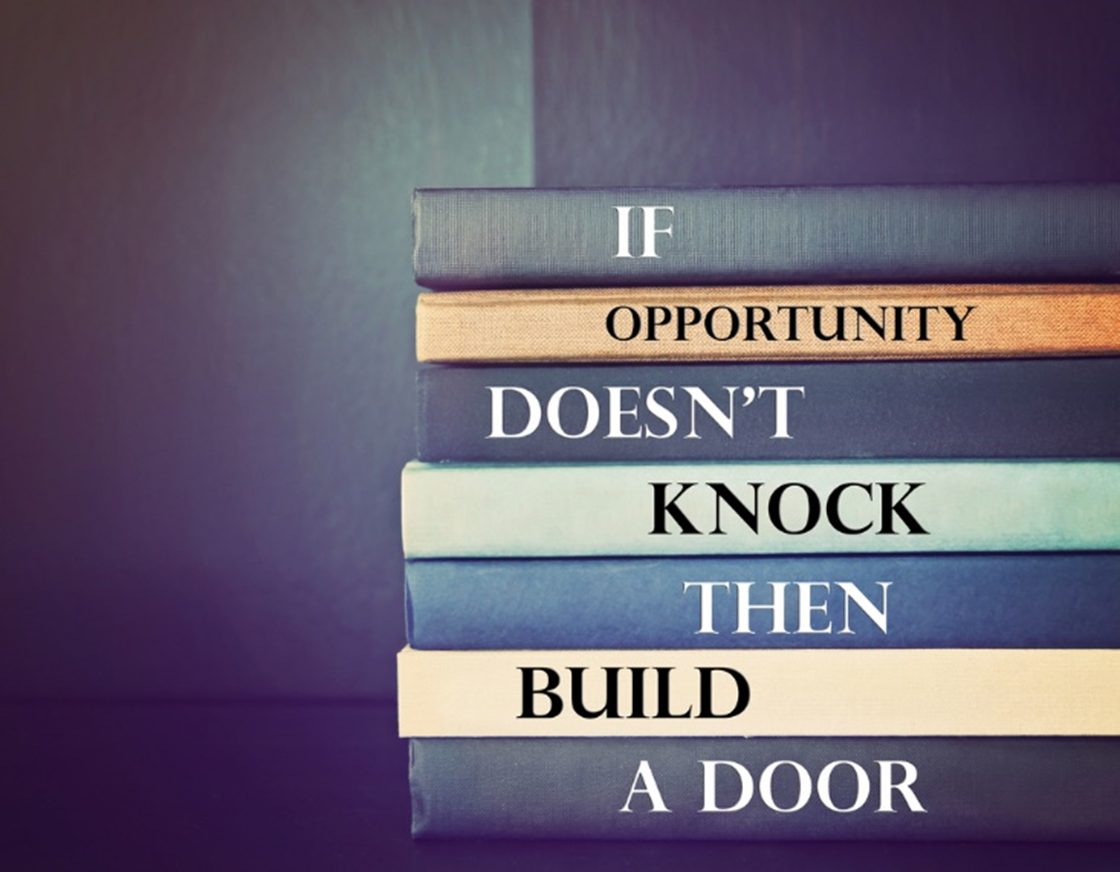 IF
OPPORTUNITY
DOESN'T
KNOCK
THEN
BUILD
A DOOR